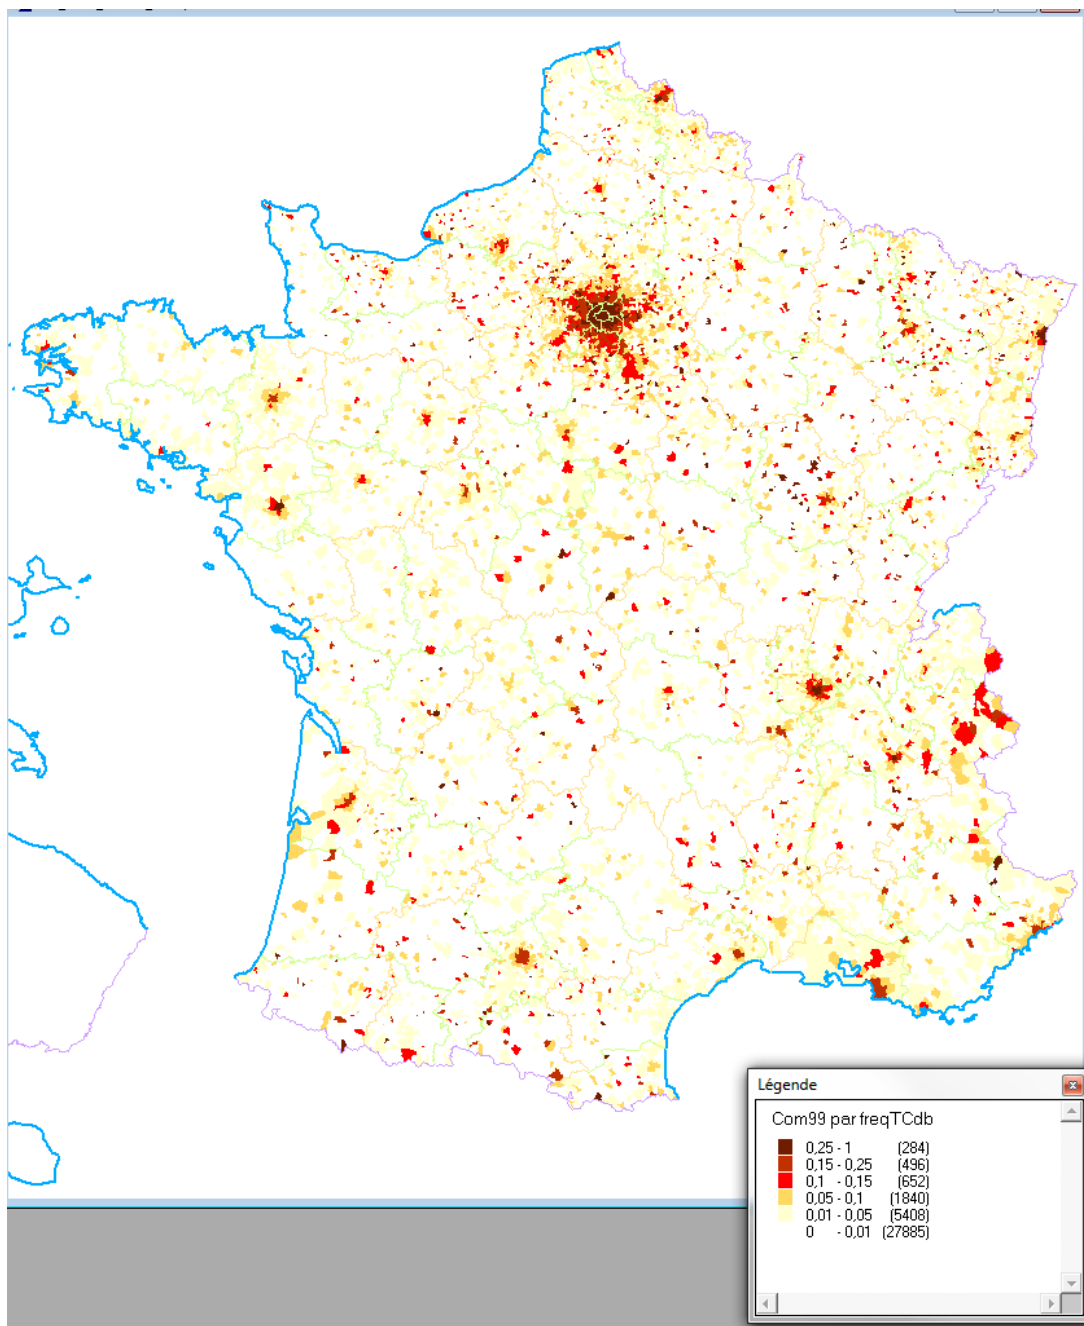 Légende
Com99 par freqTCdb
0,25 - 1 (284)
0,15 - 0,25 (496)
0,1 - 0,15 (652)
0,05 - 0,1 (1840)
0,01 - 0,05 (5408)
0 - 0,01 (27885)